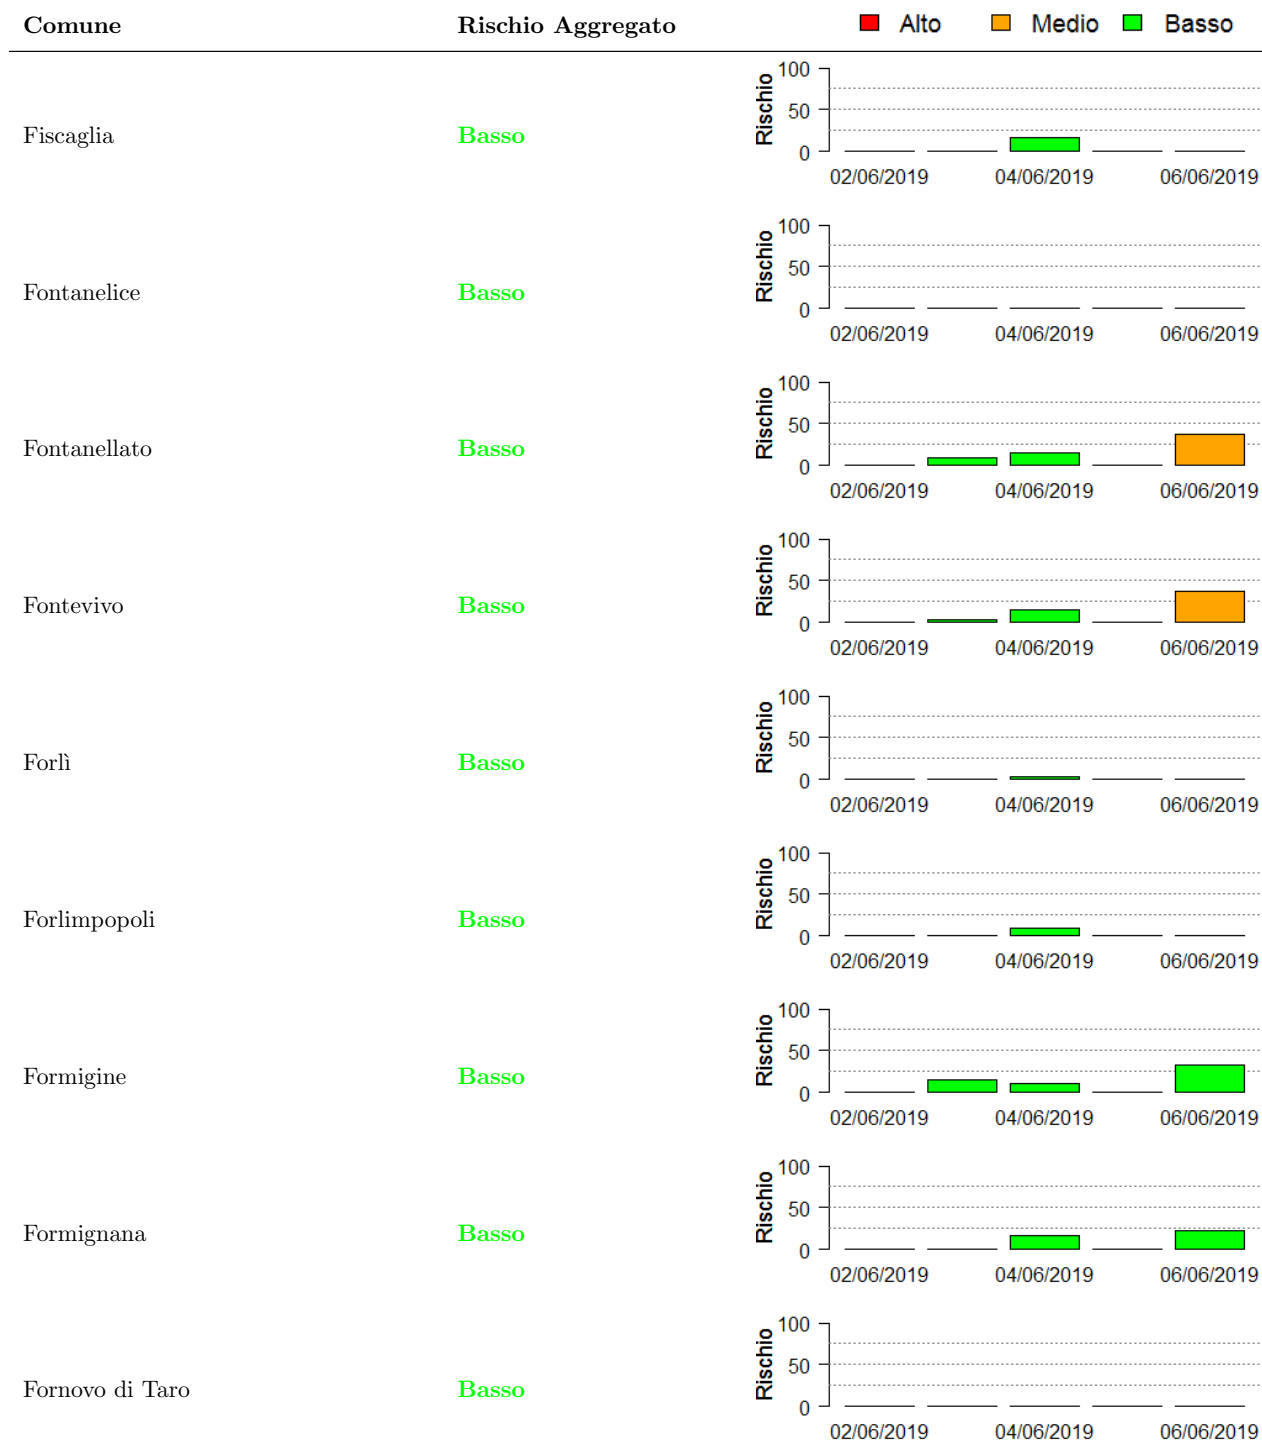 Comune Rischio Aggregato Alto Medio Basso
Fiscaglia Basso Rischio 100 50 0
02/06/2019 04/06/2019 06/06/2019
Fontanelice Basso Rischio 100 50 0
02/06/2019 04/06/2019 06/06/2019
Fontanellato Basso Rischio 100 50 0
02/06/2019 04/06/2019 06/06/2019
Fontevivo Basso Rischio 100 50 0
02/06/2019 04/06/2019 06/06/2019
Forlì Basso Rischio 100 50 0
02/06/2019 04/06/2019 06/06/2019
Forlimpopoli Basso Rischio 100 50 0
02/06/2019 04/06/2019 06/06/2019
Formigine Basso Rischio 100 50 0
02/06/2019 04/06/2019 06/06/2019
Formignana Basso Rischio 100 50 0
02/06/2019 04/06/2019 06/06/2019
Fornovo di Taro Basso Rischio 100 50 0
02/06/2019 04/06/2019 06/06/2019